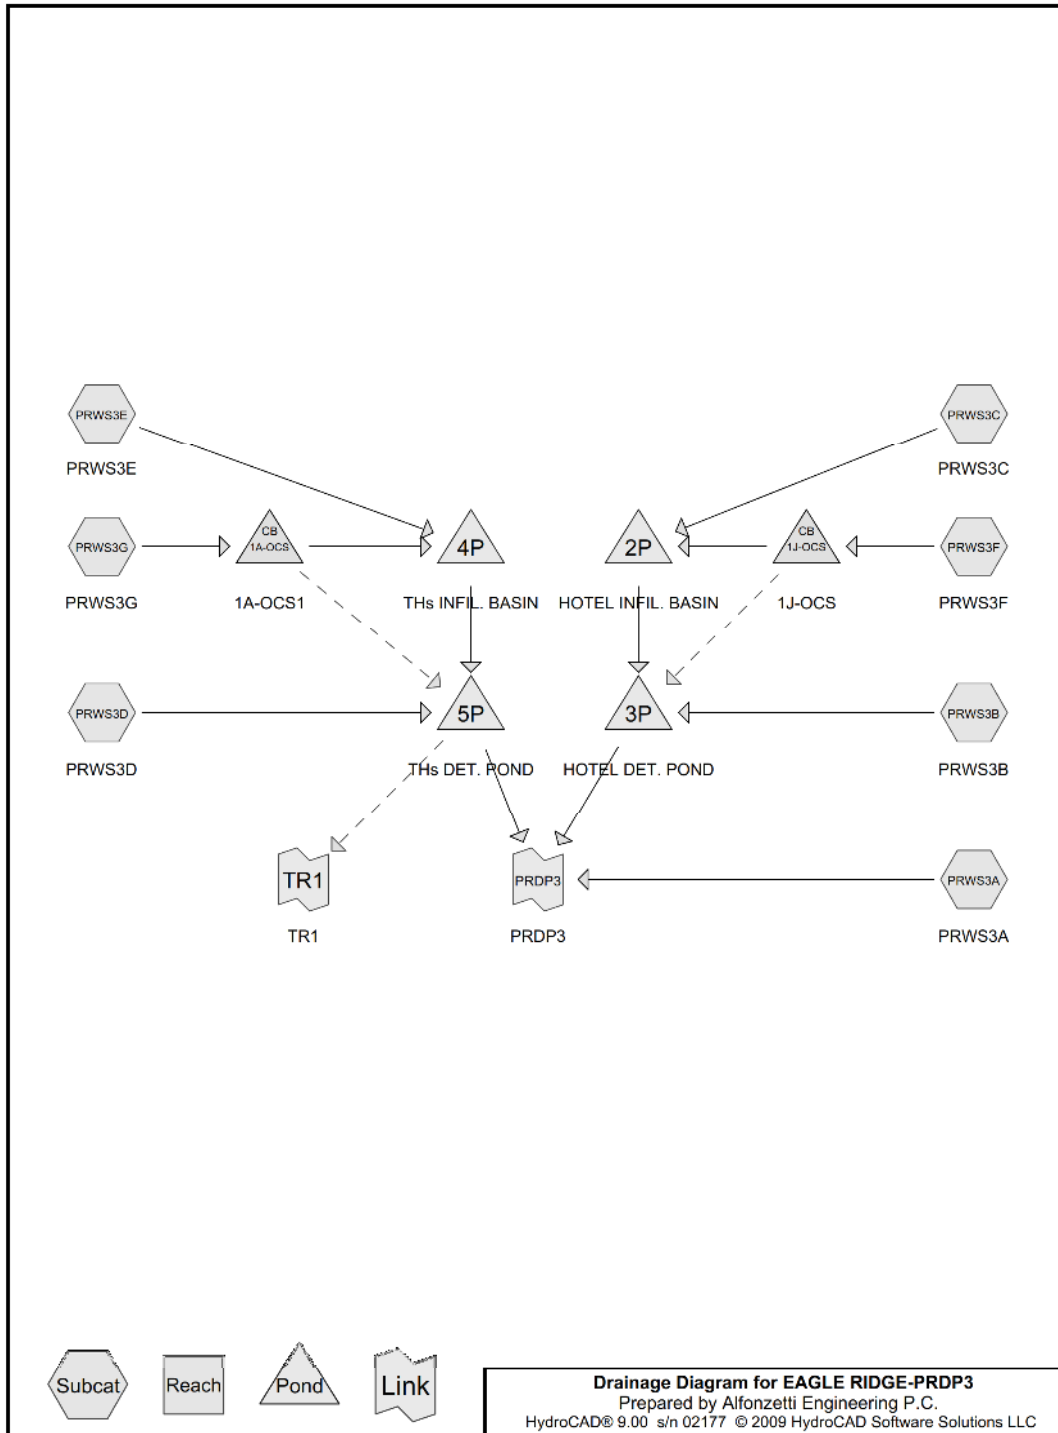 PRWS3E
PRWS3E
PRWS3C
PRWS3C
PRWS3G
PRWS3G
CB
1A-OCS
1A-OCS1
4P
THs INFIL. BASIN
2P
HOTEL INFIL. BASIN
CB
1J-OCS
1J-OCS
PRWS3F
PRWS3F
PRWS3D
PRWS3D
5P
THs DET. POND
3P
HOTEL DET. POND
PRWS3B
PRWS3B
TR1
TR1
PRDP3
PRDP3
PRWS3A
PRWS3A
Subcat
Reach
Pond
Link
Drainage Diagram for EAGLE RIDGE-PRDP3
Prepared by Alfonzetti Engineering P.C.
HydroCAD® 9.00 s/n 02177 © 2009 HydroCAD Software Solutions LLC